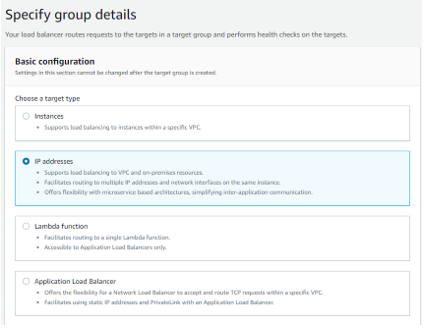 Specify group details
Your load balancer routes requests to the targets in a target group and performs health checks on the targets.
Basic configuration
Settings in this section cannot be changed after the target group is created.
Choose a target type
Instances
• Supports load balancing to instances within a specific VPC.
IP addresses
• Supports load balancing to VPC and on-premises resources.
• Facilitates routing to multiple IP addresses and network interfaces on the same instance.
• Offers flexibility with microservice based architectures, simplifying inter-application communication.
Lambda function
• Facilitates routing to a single Lambda function.
• Accessible to Application Load Balancers only.
Application Load Balancer
• Offers the flexibility for a Network Load Balancer to accept and route TCP requests within a specific VPC.
• Facilitates using static IP addresses and PrivateLink with an Application Load Balancer.